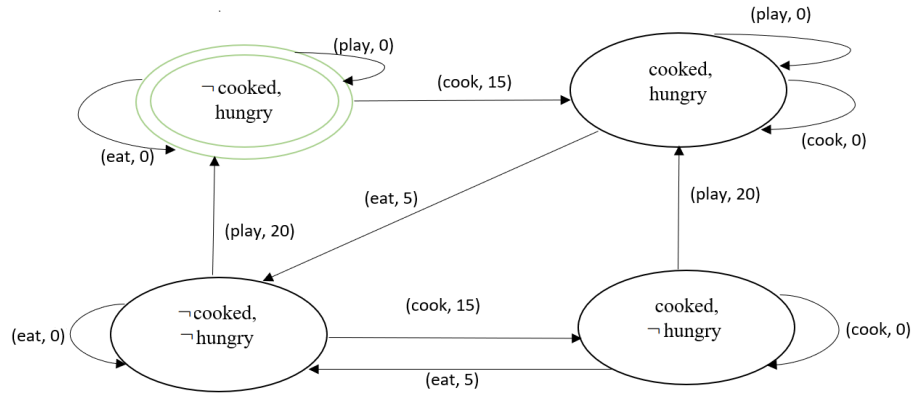 (play, 0)
(play, 0)
¬cooked,
hungry
(cook, 15)
cooked,
hungry
(cook, 0)
(eat, 0)
(eat, 5)
(play, 20)
(play, 20)
¬cooked,
¬hungry
(cook, 15)
cooked,
¬hungry
(eat, 0)
(cook, 0)
(eat, 5)